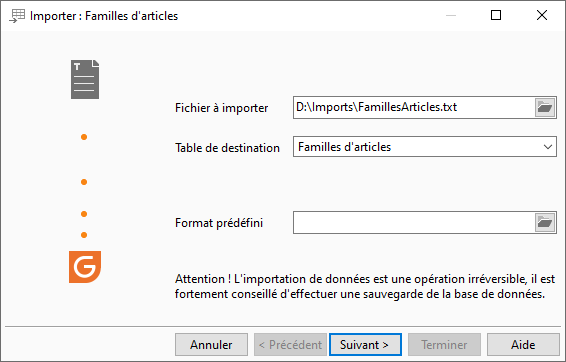 Importer : Familles d'articles
T
Fichier à importer D:\Imports\FamillesArticles.txt
Table de destination Familles d'articles
Format prédéfini
G
Attention ! L'importation de données est une opération irréversible, il est
fortement conseillé d'effectuer une sauvegarde de la base de données.
Annuler < Précédent Suivant > Terminer Aide